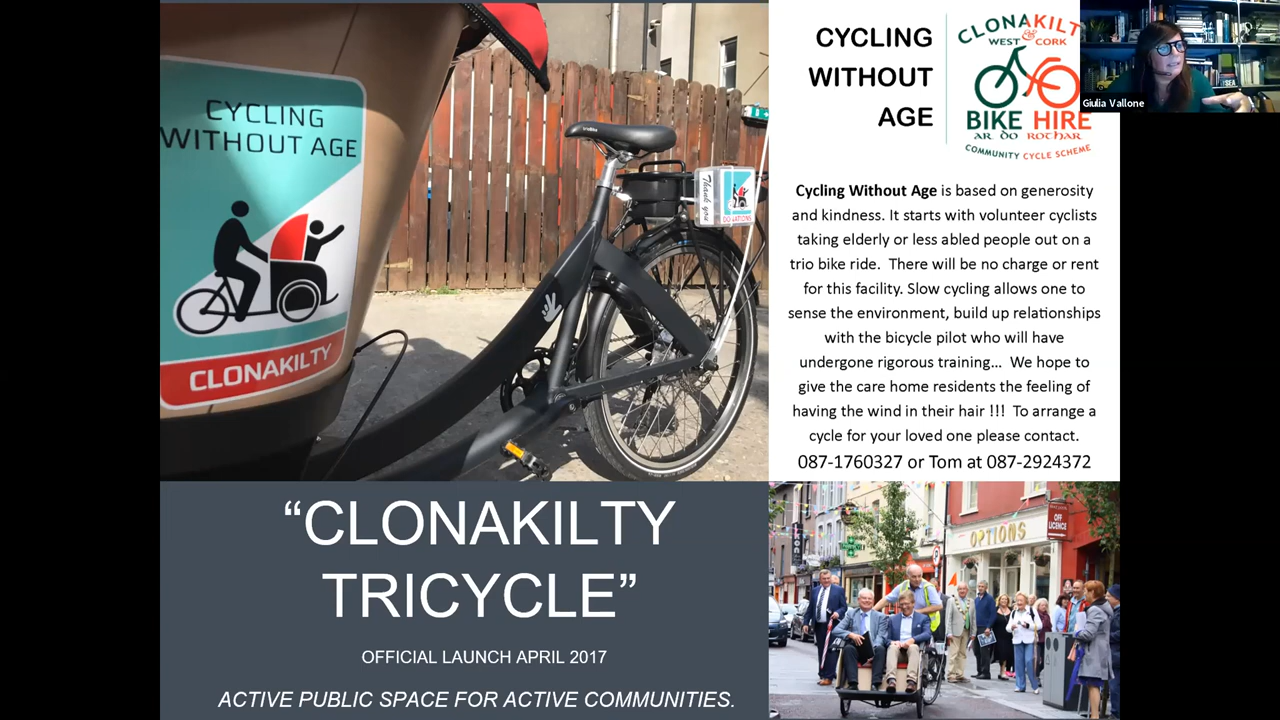 CYCLING
WITHOUT AGE
CLONAKILTY
Thank you
DONATIONS
CYCLING
WITHOUT
AGE
CLONAKILT
WEST & CORK
BIKE HIRE
AR DO ROTHAR
COMMUNITY CYCLE SCHEME
Giulia Vallone
Cycling Without Age is based on generosity
and kindness. It starts with volunteer cyclists
taking elderly or less abled people out on a
trio bike ride. There will be no charge or rent
for this facility. Slow cycling allows one to
sense the environment, build up relationships
with the bicycle pilot who will have
undergone rigorous training... We hope to
give the care home residents the feeling of
having the wind in their hair !!! To arrange a
cycle for your loved one please contact.
087-1760327 or Tom at 087-2924372
“CLONAKILTY
TRICYCLE”
OFFICIAL LAUNCH APRIL 2017
ACTIVE PUBLIC SPACE FOR ACTIVE COMMUNITIES.
OPTIONS
OFF
LICENCE